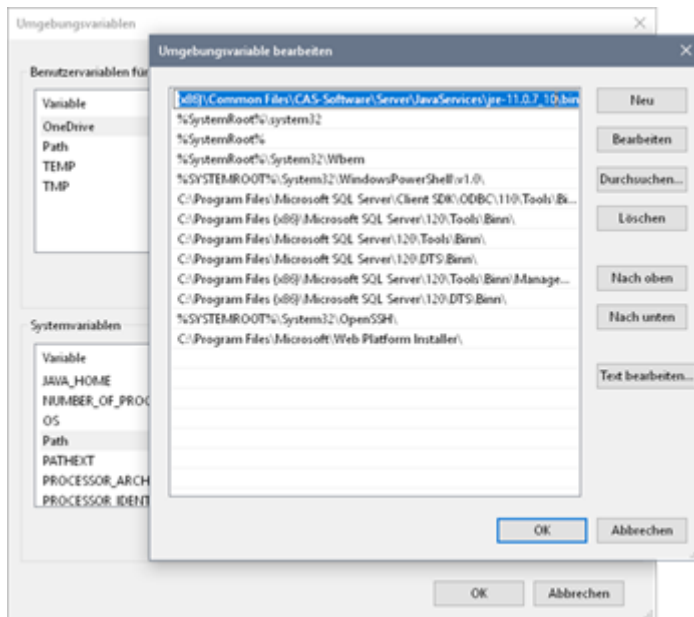 Umgebungsvariablen
Umgebungsvariable bearbeiten
Benutzervariablen für
Variable
OneDrive
Path
TEMP
TMP
Systemvariablen
Variable
JAVA_HOME
NUMBER_OF_PROC
OS
Path
PATHEXT
PROCESSOR_ARCH
PROCESSOR_IDENT
(x86)\Common Files\CAS-Software\Server\JavaServices\jre-11.0.7_10\bin
%SystemRoot%\system32
%SystemRoot%
%SystemRoot%\System32\Wbem
%SYSTEMROOT%\System32\WindowsPowerShell\v1.0\
C:\Program Files\Microsoft SQL Server\Client SDK\ODBC\110\Tools\Bi...
C:\Program Files (x86)\Microsoft SQL Server\120\Tools\Binn\
C:\Program Files\Microsoft SQL Server\120\Tools\Binn\
C:\Program Files\Microsoft SQL Server\120\DTS\Binn\
C:\Program Files (x86)\Microsoft SQL Server\120\Tools\Binn\Manage...
C:\Program Files (x86)\Microsoft SQL Server\120\DTS\Binn\
%SYSTEMROOT%\System32\OpenSSH\
C:\Program Files\Microsoft\Web Platform Installer\
Neu
Bearbeiten
Durchsuchen...
Löschen
Nach oben
Nach unten
Text bearbeiten...
OK
Abbrechen
OK
Abbrechen